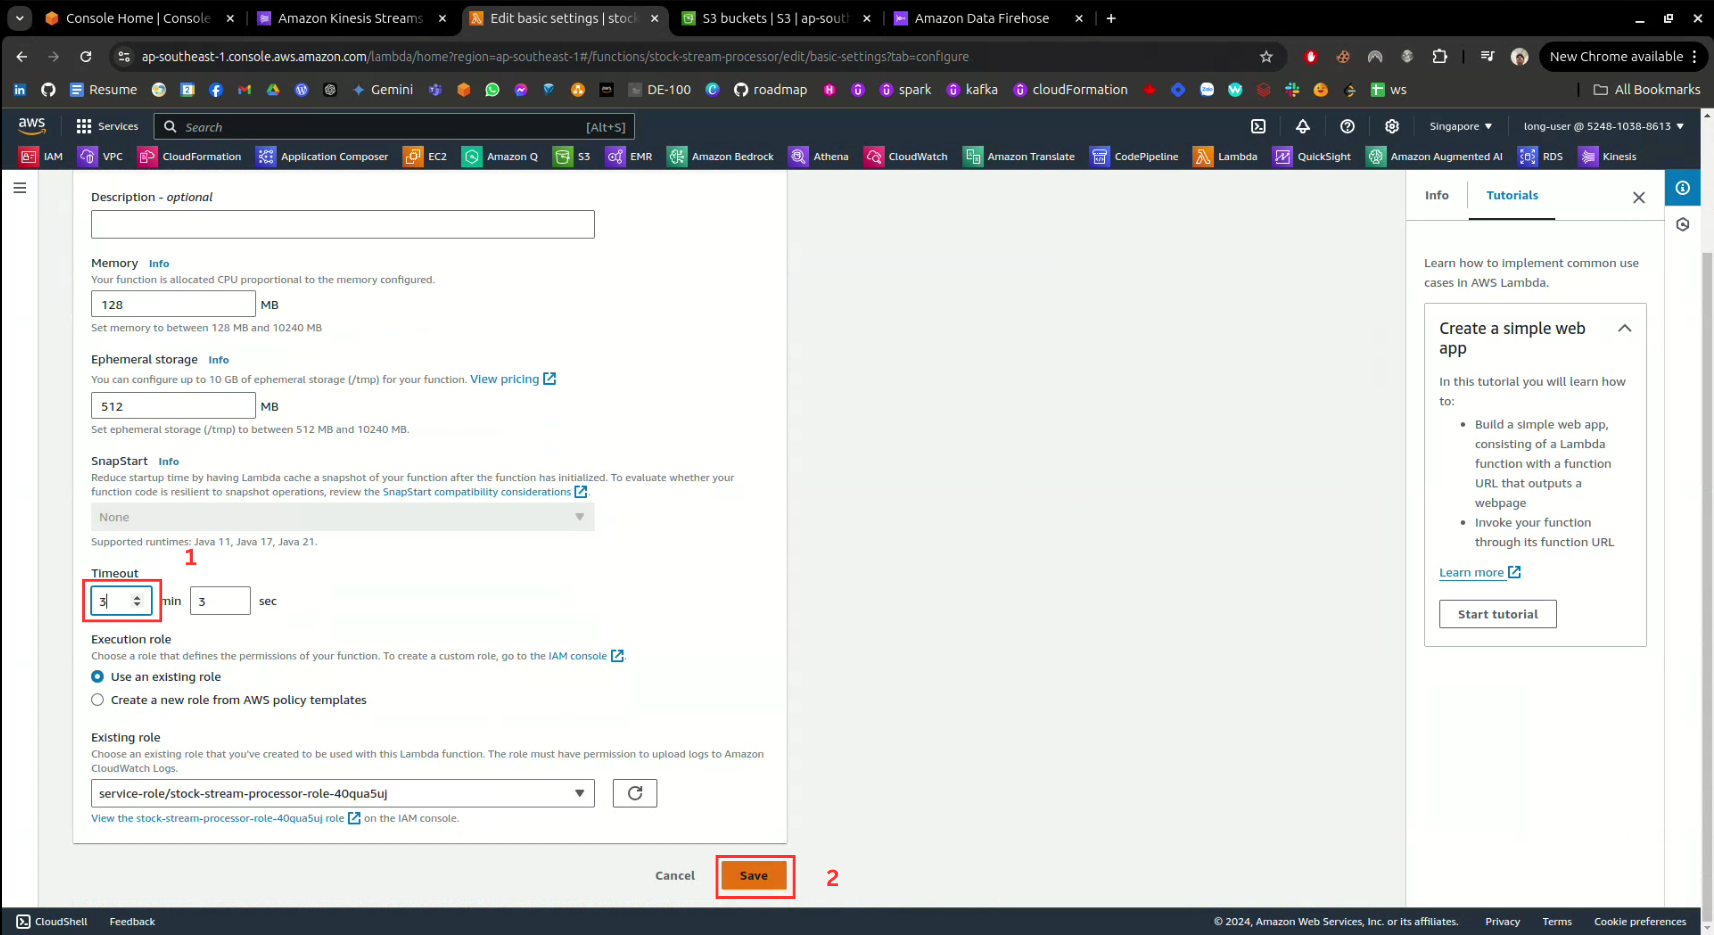 Console Home | Console
Amazon Kinesis Streams
Edit basic settings | stoc
S3 buckets | S3 | ap-sout
Amazon Data Firehose
ap-southeast-1.console.aws.amazon.com/lambda/home?region=ap-southeast-1#/functions/stock-stream-processor/edit/basic-settings?tab=configure
New Chrome available
Resume
Gemini
DE-100
roadmap
spark
kafka
cloudFormation
ws
All Bookmarks
aws
Services
Search
[Alt+S]
Singapore
long-user @ 5248-1038-8613
IAM
VPC
CloudFormation
Application Composer
EC2
Amazon Q
S3
EMR
Amazon Bedrock
Athena
CloudWatch
Amazon Translate
CodePipeline
Lambda
QuickSight
Amazon Augmented AI
RDS
Kinesis
Description - optional
Memory Info
Your function is allocated CPU proportional to the memory configured.
128 MB
Set memory to between 128 MB and 10240 MB
Ephemeral storage Info
You can configure up to 10 GB of ephemeral storage (/tmp) for your function. View pricing
512 MB
Set ephemeral storage (/tmp) to between 512 MB and 10240 MB.
SnapStart Info
Reduce startup time by having Lambda cache a snapshot of your function after the function has initialized. To evaluate whether your
function code is resilient to snapshot operations, review the SnapStart compatibility considerations.
None
Supported runtimes: Java 11, Java 17, Java 21.
1
Timeout
3 min 3 sec
Execution role
Choose a role that defines the permissions of your function. To create a custom role, go to the IAM console.
Use an existing role
Create a new role from AWS policy templates
Existing role
Choose an existing role that you've created to be used with this Lambda function. The role must have permission to upload logs to Amazon
CloudWatch Logs.
service-role/stock-stream-processor-role-40qua5uj
View the stock-stream-processor-role-40qua5uj role on the IAM console.
Cancel
Save
2
Info
Tutorials
Learn how to implement common use
cases in AWS Lambda.
Create a simple web
app
In this tutorial you will learn how
to:
• Build a simple web app,
consisting of a Lambda
function with a function
URL that outputs a
webpage
• Invoke your function
through its function URL
Learn more
Start tutorial
CloudShell
Feedback
© 2024, Amazon Web Services, Inc. or its affiliates.
Privacy
Terms
Cookie preferences